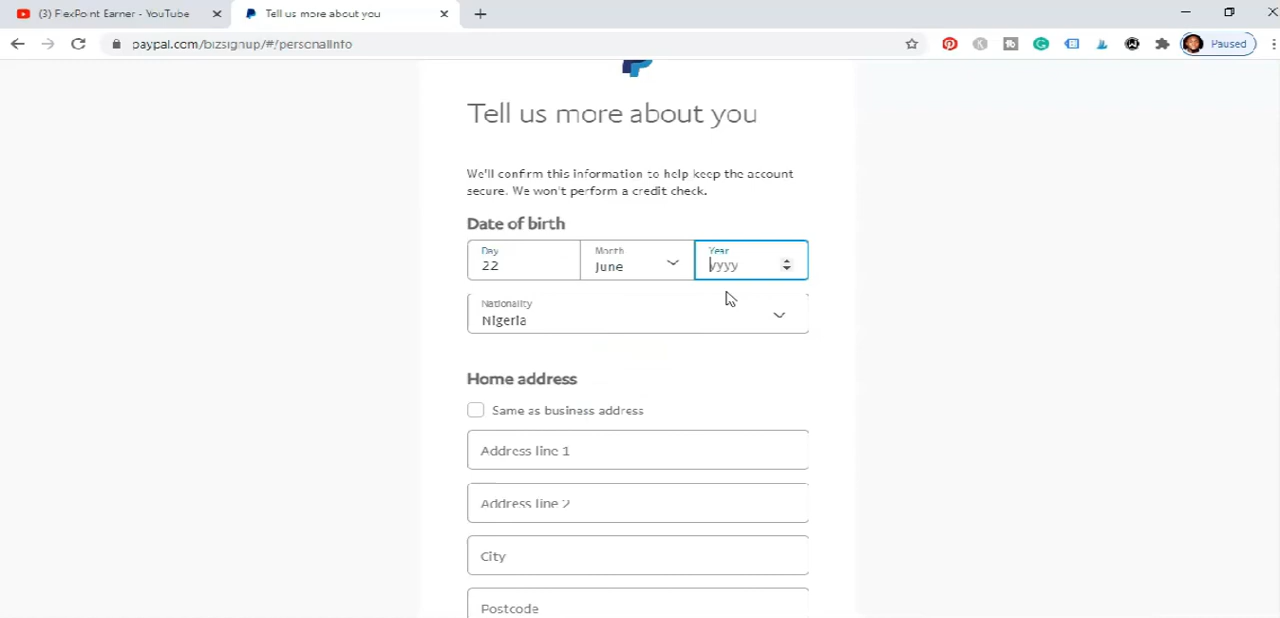 (3) FlexPoint Earner - YouTube
Tell us more about you
paypal.com/bizsignup/#/personalInfo
Paused
Tell us more about you
We'll confirm this information to help keep the account
secure. We won't perform a credit check.
Date of birth
Day
22
Month
June
Year
yyyy
Nationality
Nigeria
Home address
Same as business address
Address line 1
Address line 2
City
Postcode